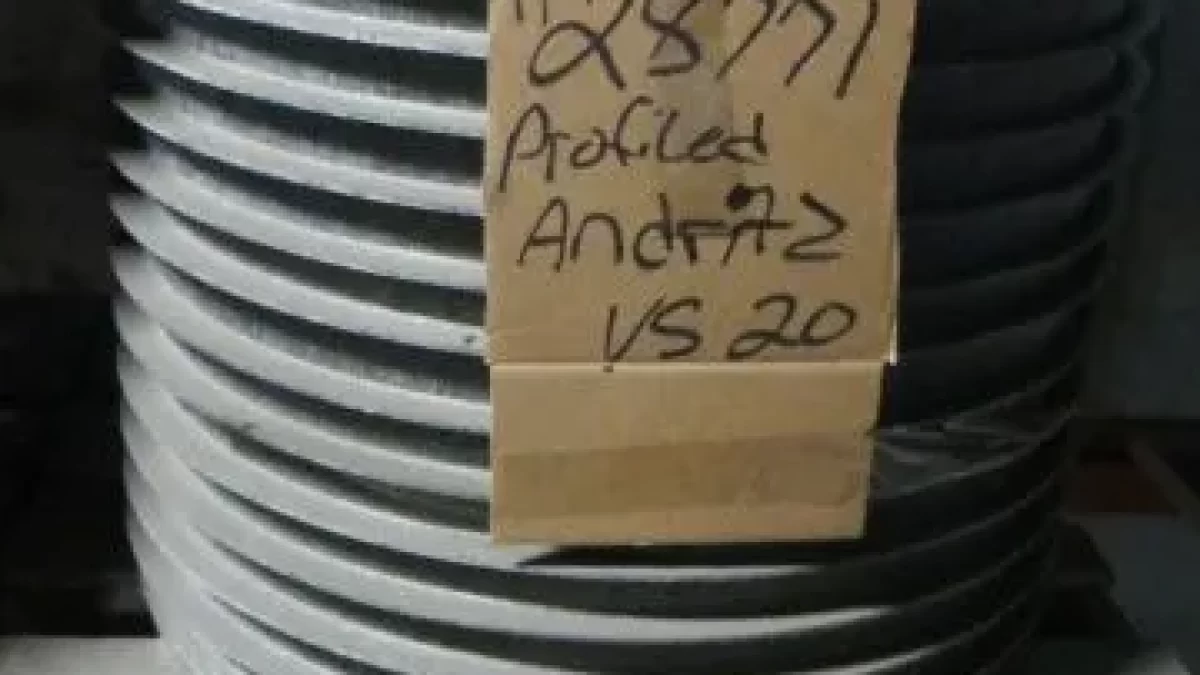 28771
Profiled
Andritz
VS 20